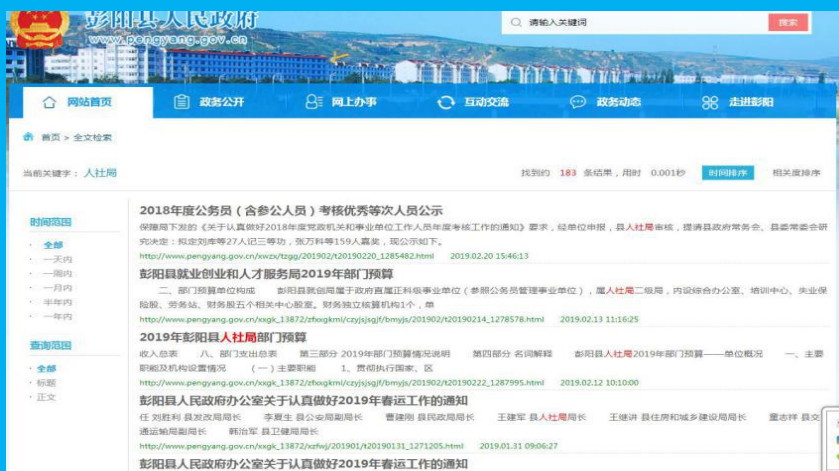 彭阳县人民政府
www.pengyang.gov.cn
请输入关键词
搜索
网站首页 政务公开 网上办事 互动交流 政务动态 走进彭阳
首页 > 全文检索
当前关键字： 人社局 找到约 183 条结果，用时 0.001秒 时间排序 相关度排序
时间范围
· 全部
· 一天内
· 一周内
· 一月内
· 半年内
· 一年内
查询范围
· 全部
· 标题
· 正文
2018年度公务员（含参公人员）考核优秀等次人员公示
保障局下发的《关于认真做好2018年度党政机关和事业单位工作人员年度考核工作的通知》要求，经单位申报，县人社局审核，提请县政府常务会、县委常委会研
究决定：拟定刘库等27人记三等功，张万科等159人嘉奖，现公示如下。
http://www.pengyang.gov.cn/xwzx/tzgg/201902/t20190220_1285482.html 2019.02.20 15:46:13
彭阳县就业创业和人才服务局2019年部门预算
二、部门预算单位构成 彭阳县就创局属于政府直属正科级事业单位（参照公务员管理事业单位），属人社局二级局，内设综合办公室、培训中心、失业保
险股、劳务站、财务股五个相关中心股室。财务独立核算机构1个，单
http://www.pengyang.gov.cn/xxgk_13872/zfxxgkml/czyjsjgjf/bmyjs/201902/t20190214_1278578.html 2019.02.13 11:16:25
2019年彭阳县人社局部门预算
收入总表 八、部门支出总表 第三部分 2019年部门预算情况说明 第四部分 名词解释 彭阳县人社局2019年部门预算——单位概况 一、主要
职能及机构设置情况 （一）主要职能 1、贯彻执行国家、区
http://www.pengyang.gov.cn/xxgk_13872/zfxxgkml/czyjsjgjf/bmyjs/201902/t20190222_1287995.html 2019.02.12 10:10:00
彭阳县人民政府办公室关于认真做好2019年春运工作的通知
任 刘胜利 县发改局局长 李夏生 县公安局副局长 曹建刚 县民政局局长 王建军 县人社局局长 王继讲 县住房和城乡建设局局长 董志祥 县交
通运输局副局长 韩治军 县卫健局局长
http://www.pengyang.gov.cn/xxgk_13872/xzfwj/201901/t20190131_1271205.html 2019.01.31 09:06:27
彭阳县人民政府办公室关于认真做好2019年春运工作的通知